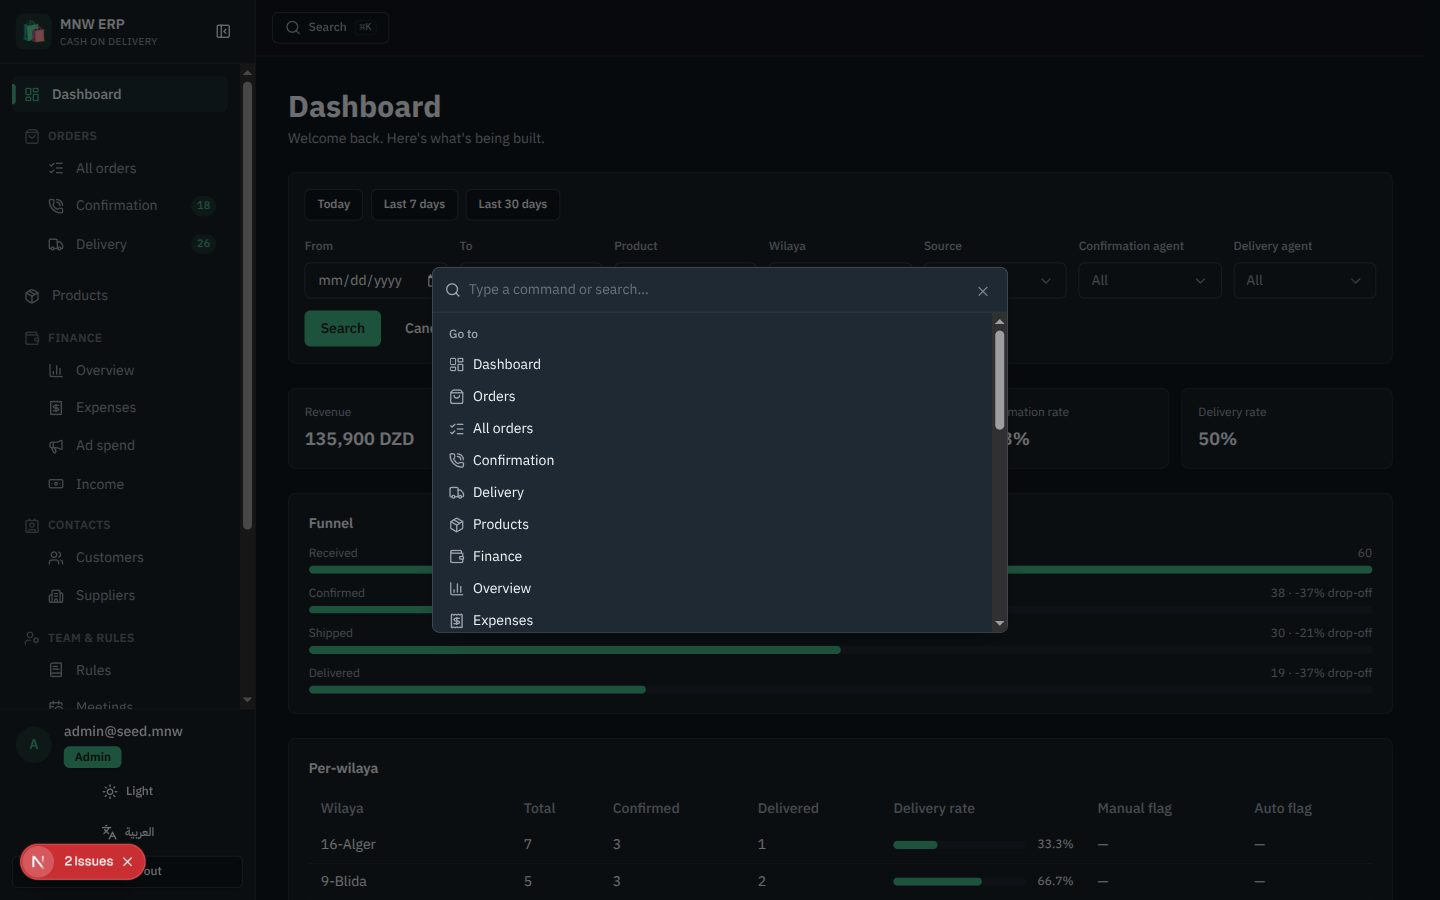 MNW ERP
CASH ON DELIVERY
Search ⌘K
Dashboard
ORDERS
All orders
Confirmation 18
Delivery 26
Products
FINANCE
Overview
Expenses
Ad spend
Income
CONTACTS
Customers
Suppliers
TEAM & RULES
Rules
Meetings
admin@seed.mnw
A
Admin
Light
العربية
N 2 Issues
out
Dashboard
Welcome back. Here's what's being built.
Today Last 7 days Last 30 days
From To Product Wilaya Source Confirmation agent Delivery agent
mm/dd/yyyy All All
Search Canc
Type a command or search...
Go to
Dashboard
Orders
All orders
Confirmation
Delivery
Products
Finance
Overview
Expenses
Revenue mation rate Delivery rate
135,900 DZD 3% 50%
Funnel
Received 60
Confirmed 38 · -37% drop-off
Shipped 30 · -21% drop-off
Delivered 19 · -37% drop-off
Per-wilaya
Wilaya Total Confirmed Delivered Delivery rate Manual flag Auto flag
16-Alger 7 3 1 33.3% — —
9-Blida 5 3 2 66.7% — —